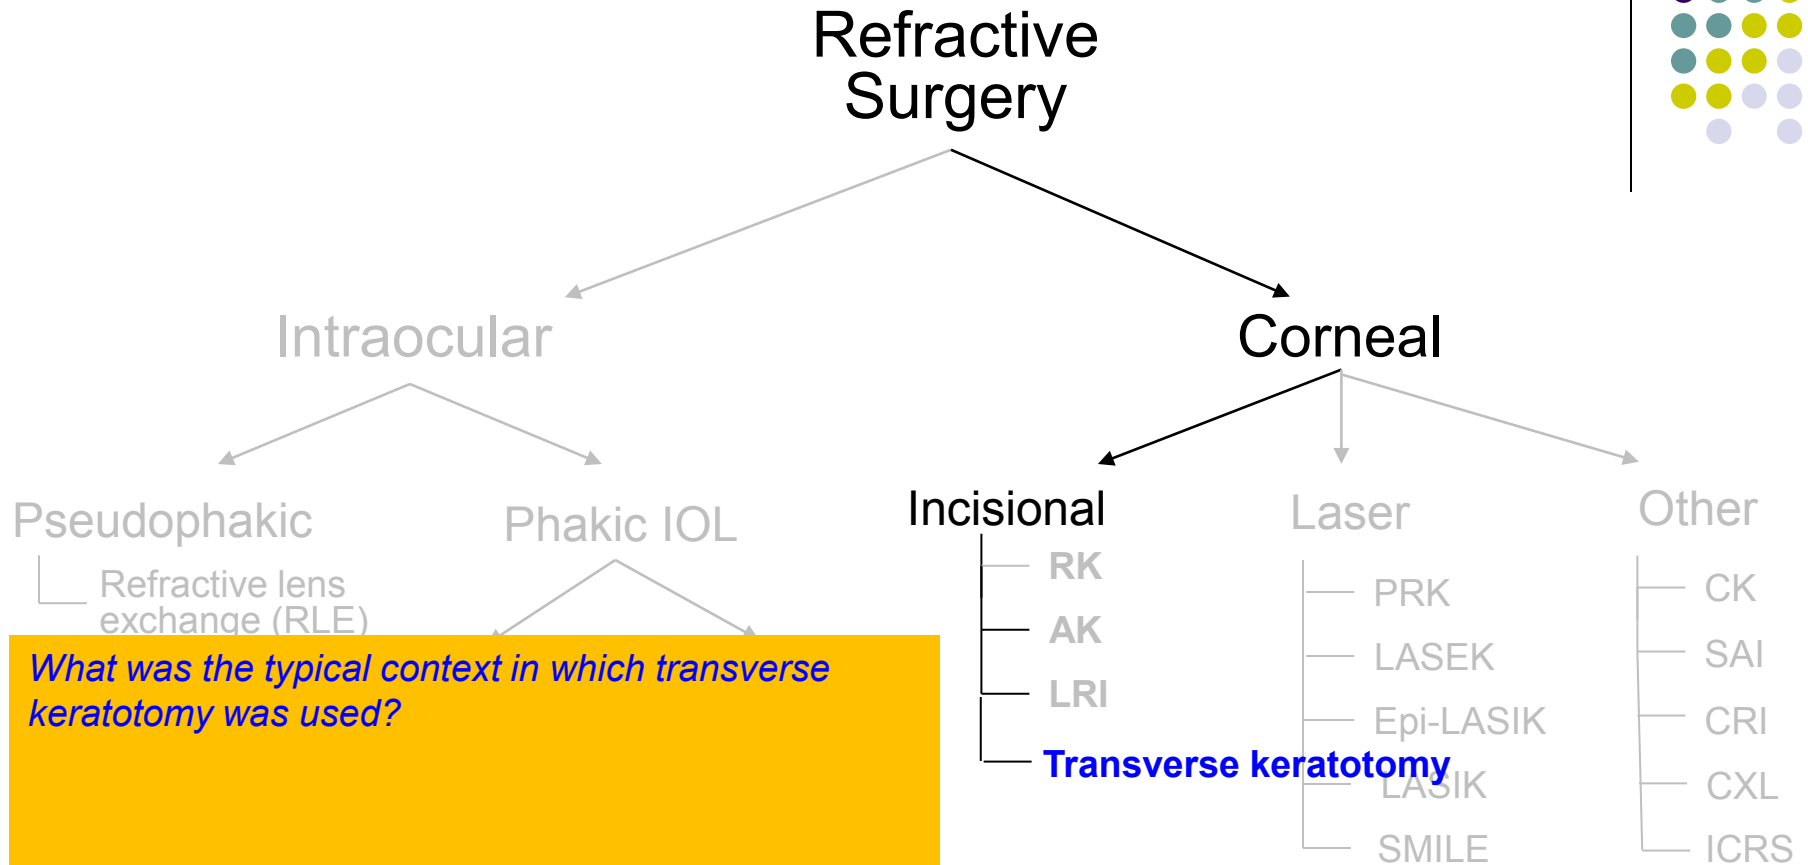 Refractive
Surgery
Intraocular
Corneal
Pseudophakic
Phakic IOL
Incisional
Laser
Other
Refractive lens
exchange (RLE)
RK
AK
LRI
Transverse keratotomy
PRK
LASEK
Epi-LASIK
LASIK
SMILE
CK
SAI
CRI
CXL
ICRS
What was the typical context in which transverse
keratotomy was used?